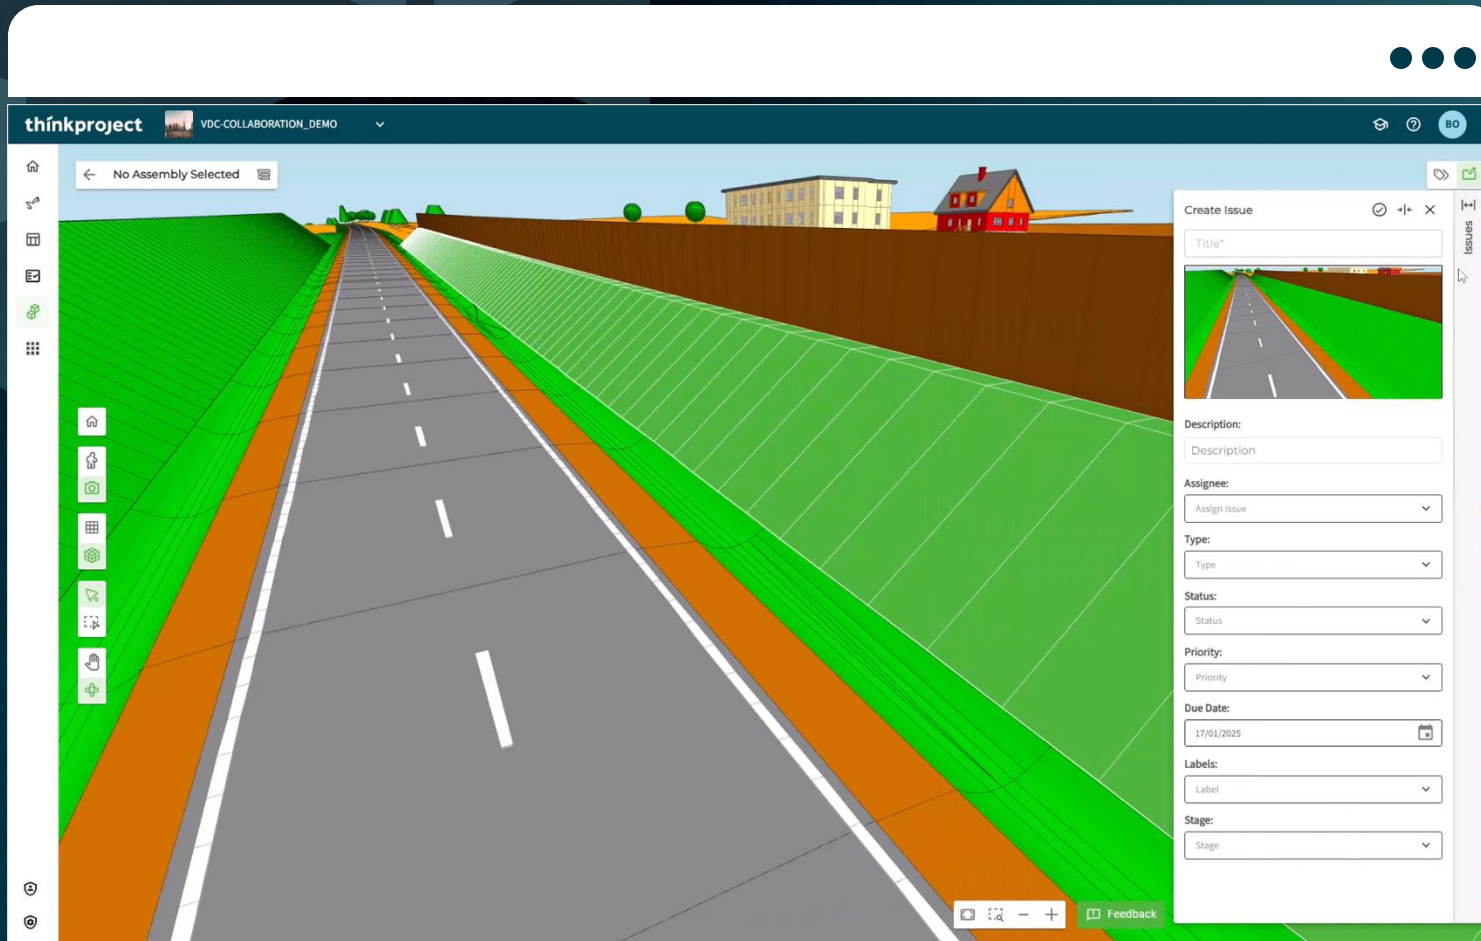 thinkproject
VDC-COLLABORATION_DEMO
BO
No Assembly Selected
Create Issue
Title*
Issues
Description:
Description
Assignee:
Assign Issue
Type:
Type
Status:
Status
Priority:
Priority
Due Date:
17/01/2025
Labels:
Label
Stage:
Stage
Feedback